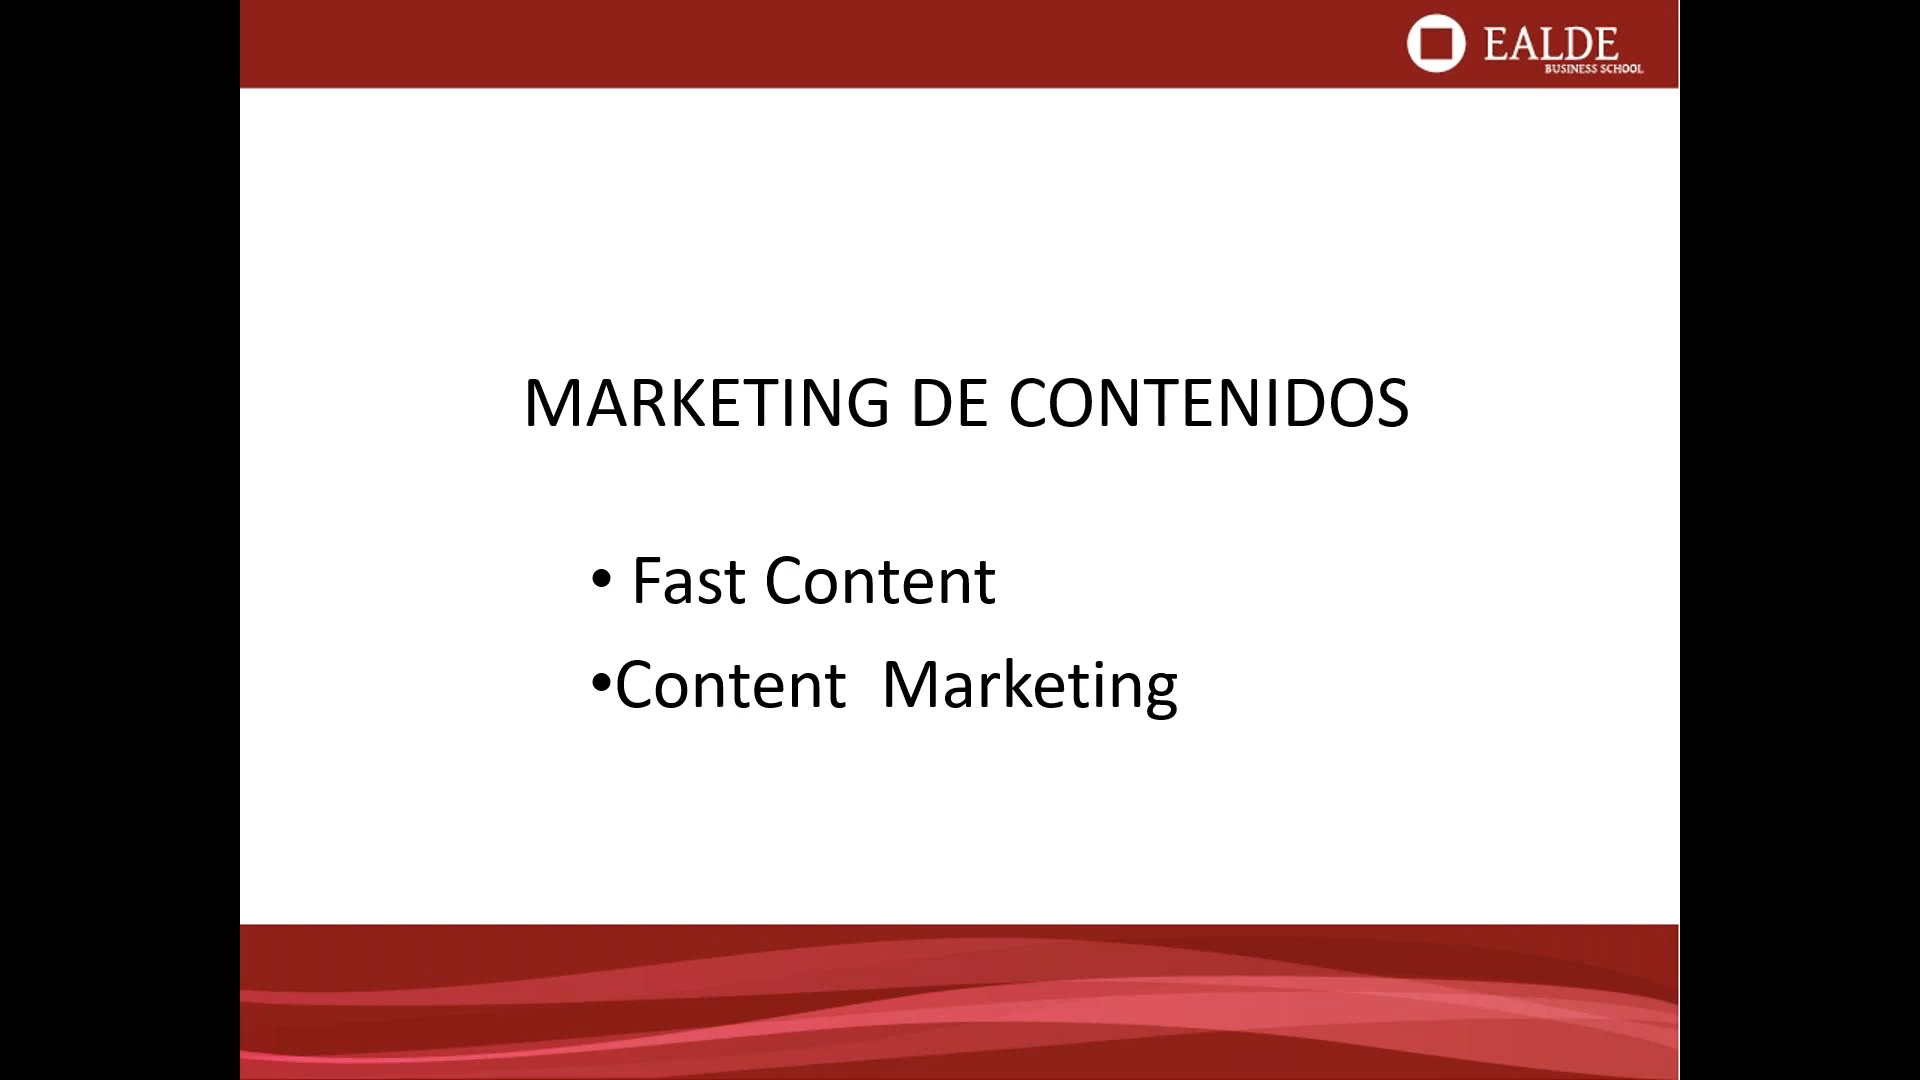 EALDE
BUSINESS SCHOOL
MARKETING DE CONTENIDOS
• Fast Content
•Content  Marketing